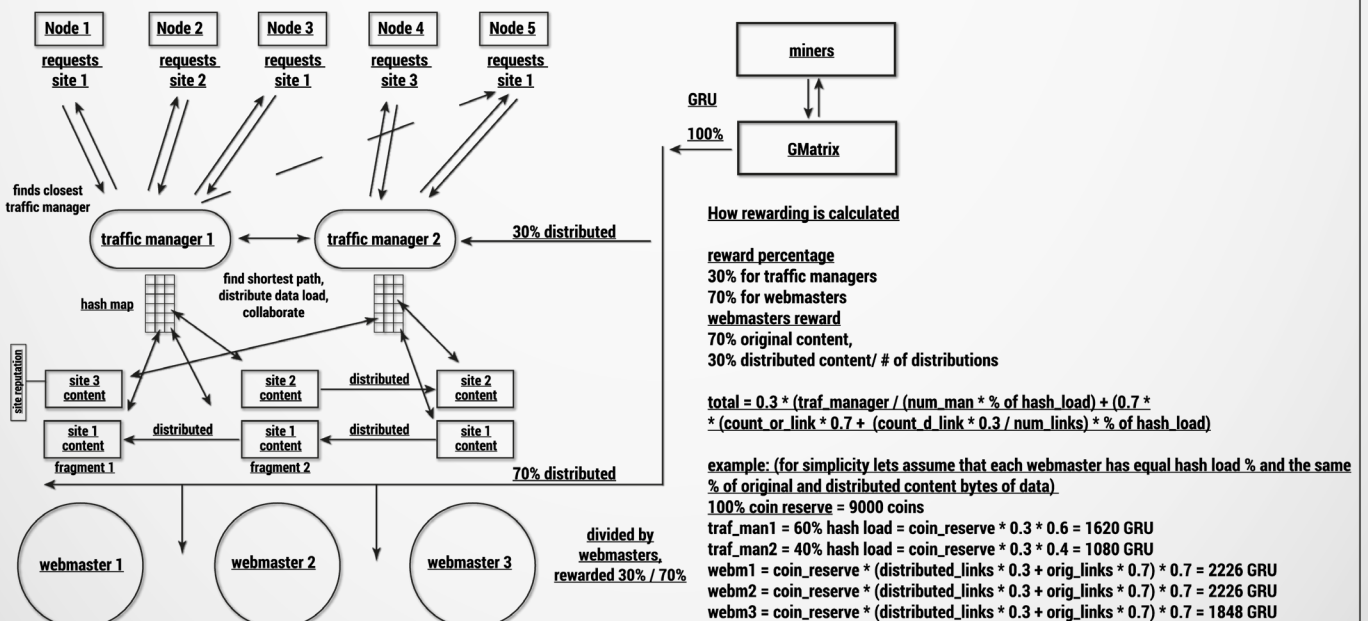 Node 1
Node 2
Node 3
Node 4
Node 5
requests
site 1
requests
site 2
requests
site 1
requests
site 3
requests
site 1
miners
GRU
100%
GMatrix
finds closest
traffic manager
traffic manager 1
traffic manager 2
30% distributed
hash map
find shortest path,
distribute data load,
collaborate
site reputation
site 3
content
site 2
content
distributed
site 2
content
site 1
content
distributed
site 1
content
distributed
site 1
content
fragment 1
fragment 2
70% distributed
webmaster 1
webmaster 2
webmaster 3
divided by
webmasters,
rewarded 30% / 70%
How rewarding is calculated
reward percentage
30% for traffic managers
70% for webmasters
webmasters reward
70% original content,
30% distributed content/ # of distributions
total = 0.3 * (traf_manager / (num_man * % of hash_load) + (0.7 *
* (count_or_link * 0.7 + (count_d_link * 0.3 / num_links) * % of hash_load)
example: (for simplicity lets assume that each webmaster has equal hash load % and the same
% of original and distributed content bytes of data)
100% coin reserve = 9000 coins
traf_man1 = 60% hash load = coin_reserve * 0.3 * 0.6 = 1620 GRU
traf_man2 = 40% hash load = coin_reserve * 0.3 * 0.4 = 1080 GRU
webm1 = coin_reserve * (distributed_links * 0.3 + orig_links * 0.7) * 0.7 = 2226 GRU
webm2 = coin_reserve * (distributed_links * 0.3 + orig_links * 0.7) * 0.7 = 2226 GRU
webm3 = coin_reserve * (distributed_links * 0.3 + orig_links * 0.7) * 0.7 = 1848 GRU